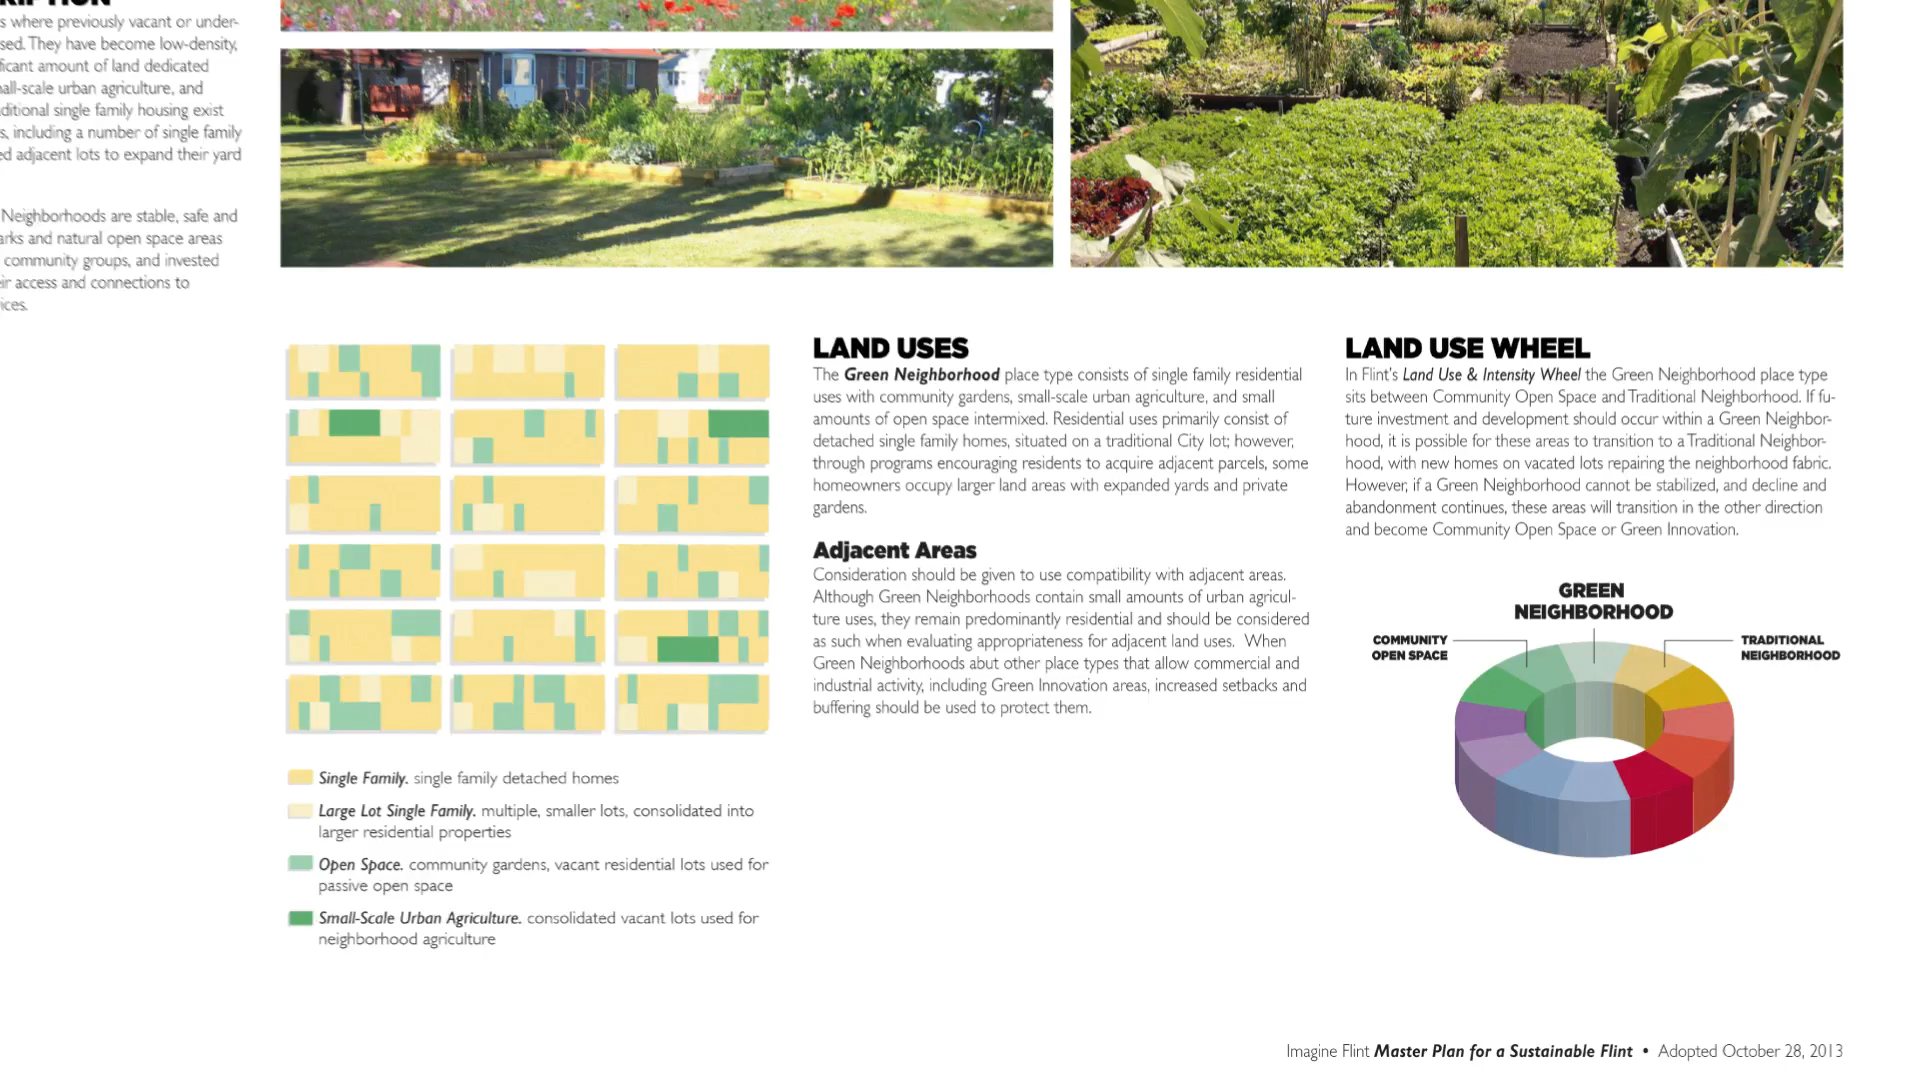 s where previously vacant or under-
sed. They have become low-density,
ficant amount of land dedicated
all-scale urban agriculture, and
ditional single family housing exist
s, including a number of single family
ed adjacent lots to expand their yard
Neighborhoods are stable, safe and
arks and natural open space areas
community groups, and invested
eir access and connections to
ices.
Single Family. single family detached homes
Large Lot Single Family. multiple, smaller lots, consolidated into
larger residential properties
Open Space. community gardens, vacant residential lots used for
passive open space
Small-Scale Urban Agriculture. consolidated vacant lots used for
neighborhood agriculture
LAND USES
The Green Neighborhood place type consists of single family residential
uses with community gardens, small-scale urban agriculture, and small
amounts of open space intermixed. Residential uses primarily consist of
detached single family homes, situated on a traditional City lot; however,
through programs encouraging residents to acquire adjacent parcels, some
homeowners occupy larger land areas with expanded yards and private
gardens.
Adjacent Areas
Consideration should be given to use compatibility with adjacent areas.
Although Green Neighborhoods contain small amounts of urban agricul-
ture uses, they remain predominantly residential and should be considered
as such when evaluating appropriateness for adjacent land uses. When
Green Neighborhoods abut other place types that allow commercial and
industrial activity, including Green Innovation areas, increased setbacks and
buffering should be used to protect them.
LAND USE WHEEL
In Flint's Land Use & Intensity Wheel the Green Neighborhood place type
sits between Community Open Space and Traditional Neighborhood. If fu-
ture investment and development should occur within a Green Neighbor-
hood, it is possible for these areas to transition to a Traditional Neighbor-
hood, with new homes on vacated lots repairing the neighborhood fabric.
However, if a Green Neighborhood cannot be stabilized, and decline and
abandonment continues, these areas will transition in the other direction
and become Community Open Space or Green Innovation.
GREEN
NEIGHBORHOOD
COMMUNITY
OPEN SPACE
TRADITIONAL
NEIGHBORHOOD
Imagine Flint Master Plan for a Sustainable Flint • Adopted October 28, 2013